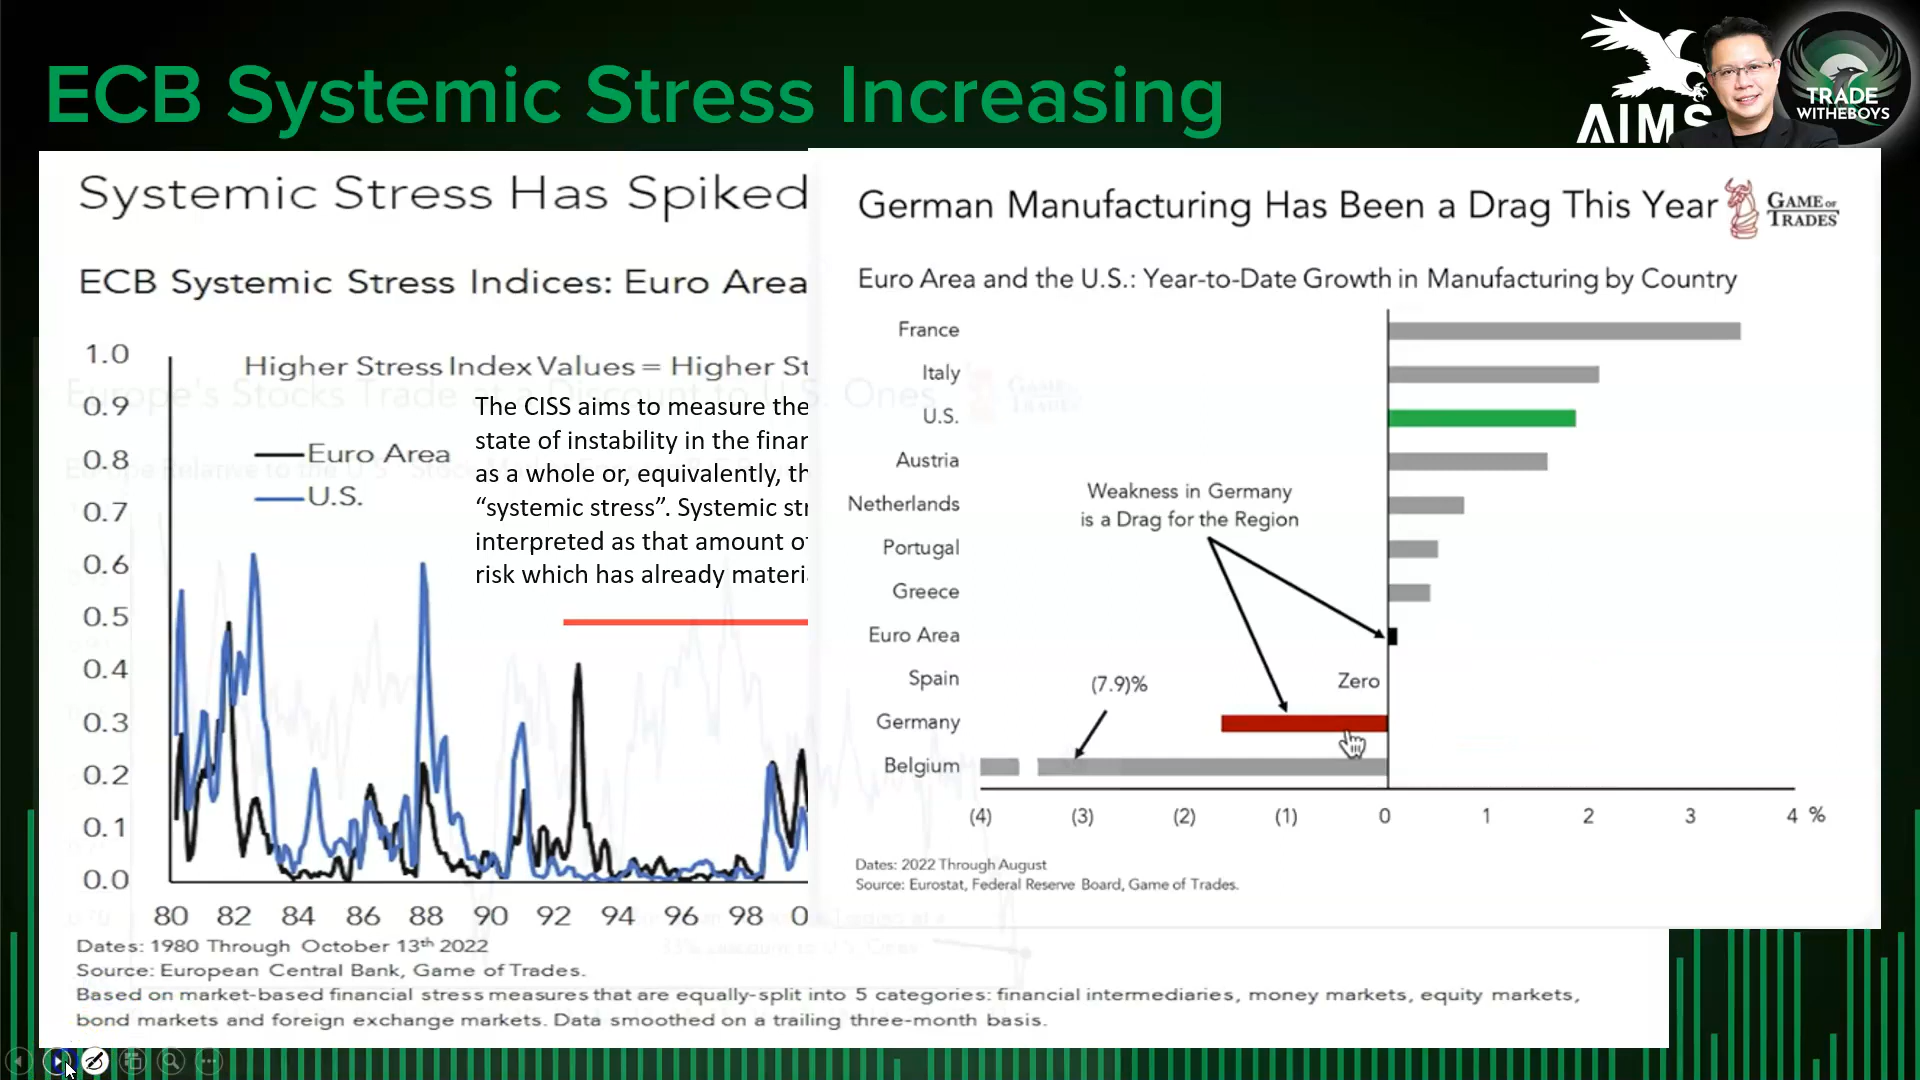 ECB Systemic Stress Increasing
AIMS
TRADE
WITHEBOYS
Systemic Stress Has Spiked
ECB Systemic Stress Indices: Euro Area
Higher Stress Index Values = Higher St
Euro Area
U.S.
The CISS aims to measure the
state of instability in the finan
as a whole or, equivalently, th
“systemic stress”. Systemic str
interpreted as that amount of
risk which has already materi
1.0
0.9
0.8
0.7
0.6
0.5
0.4
0.3
0.2
0.1
0.0
80 82 84 86 88 90 92 94 96 98 0
Dates: 1980 Through October 13th 2022
Source: European Central Bank, Game of Trades.
Based on market-based financial stress measures that are equally-split into 5 categories: financial intermediaries, money markets, equity markets,
bond markets and foreign exchange markets. Data smoothed on a trailing three-month basis.
Europe's Stocks Trade at a Discount to U.S. Ones
German Manufacturing Has Been a Drag This Year
GAME OF
TRADES
Euro Area and the U.S.: Year-to-Date Growth in Manufacturing by Country
France
Italy
U.S.
Austria
Netherlands
Portugal
Greece
Euro Area
Spain
Germany
Belgium
Weakness in Germany
is a Drag for the Region
Zero
(7.9)%
(4) (3) (2) (1) 0 1 2 3 4 %
Dates: 2022 Through August
Source: Eurostat, Federal Reserve Board, Game of Trades.